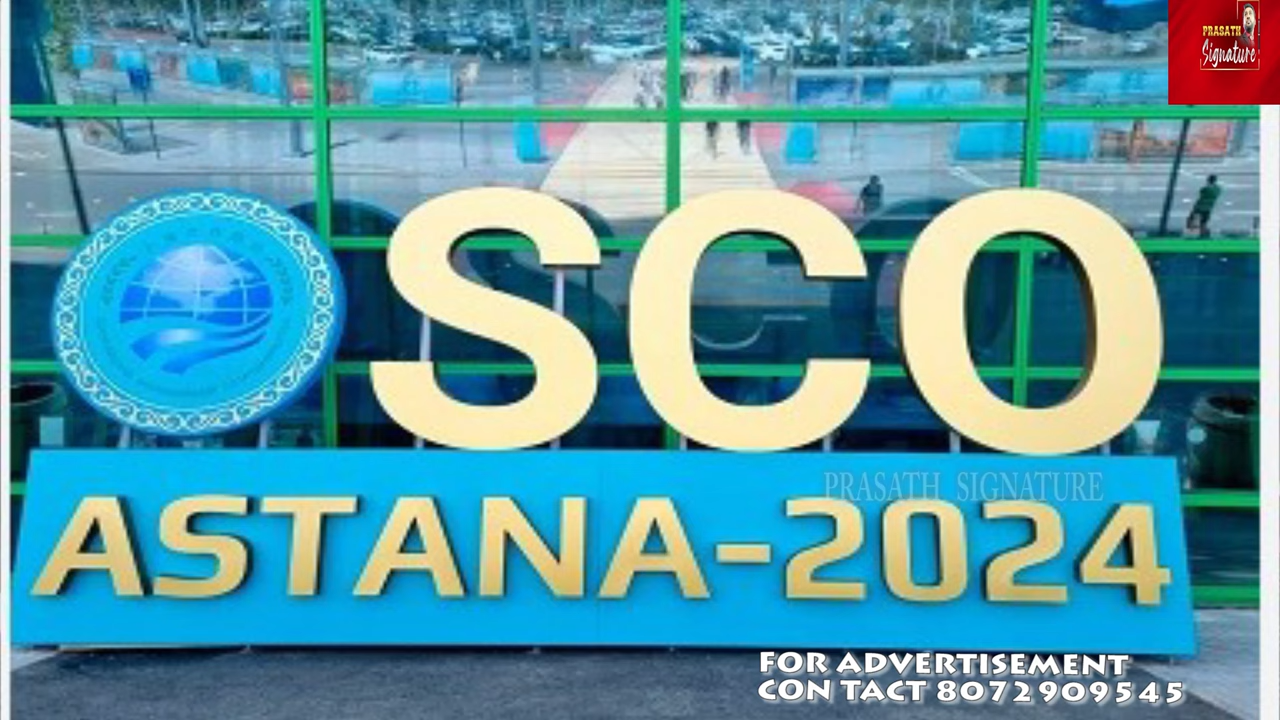 PRASATH
Signature
SCO
ASTANA-2024
PRASATH SIGNATURE
FOR ADVERTISEMENT
CON TACT 8072909545